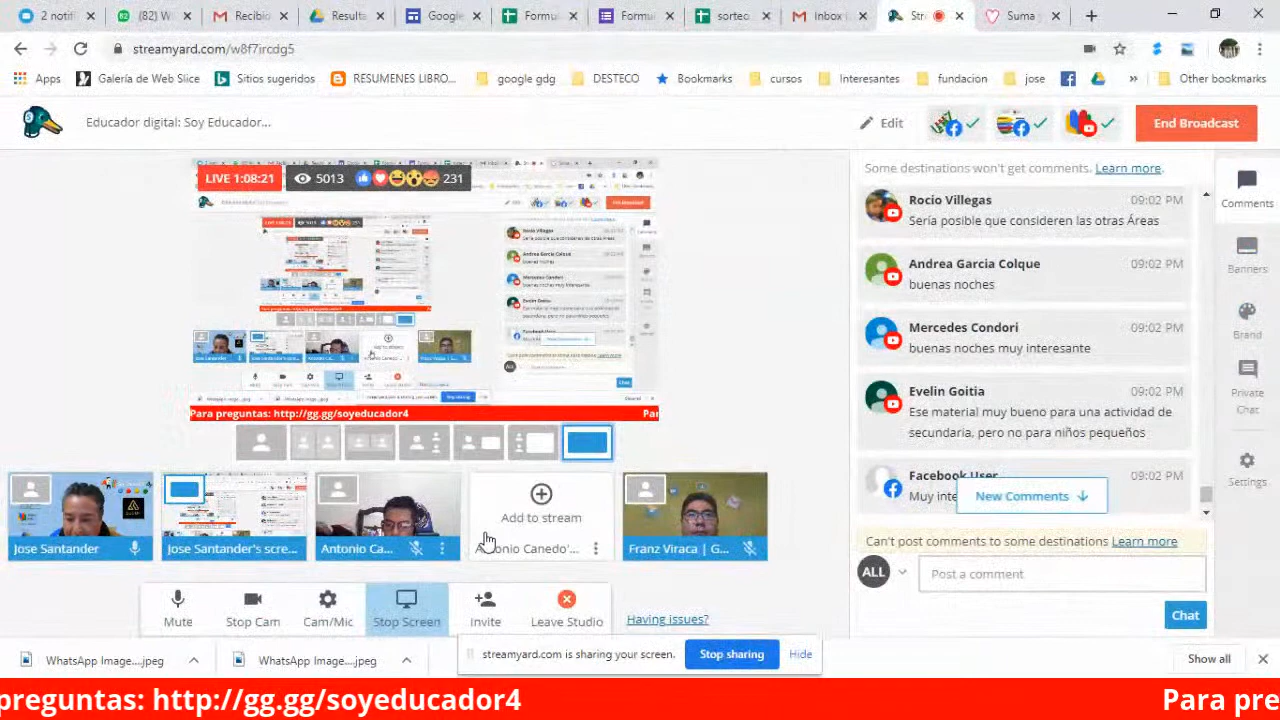 2 notifi
(82) W
Recibio
Resulta
Google
Formu
Formu
sorteo
Inbox
Str
Suma
streamyard.com/w8f7ircdg5
Apps
Galería de Web Slice
Sitios sugeridos
RESUMENES LIBRO...
google gdg
DESTECO
Bookmarks
cursos
Interesantes
fundacion
jose
»
Other bookmarks
Educador digital: Soy Educador...
Edit
End Broadcast
LIVE 1:08:21
5013
231
Para preguntas: http://gg.gg/soyeducador4
Pa
Some destinations won't get comments. Learn more.
Rocio Villegas
09:02 PM
Sería posible que consideren las otras Áreas
Andrea Garcia Colque
09:02 PM
buenas noches
Mercedes Condori
09:02 PM
buenas noches muy interesante
Evelin Goitia
9:02 PM
Ese material muy bueno para una actividad de
secundaria, pero no para niños pequeños
Facebook User
09:02 PM
Muy inte
New Comments
Can't post comments to some destinations Learn more
ALL
Post a comment
Chat
Comments
Banners
Brand
Private
Chat
Settings
Jose Santander
Jose Santander's scre...
Antonio Ca...
Add to stream
Antonio Canedo'...
Franz Viraca | G...
Mute
Stop Cam
Cam/Mic
Stop Screen
Invite
Leave Studio
Having issues?
WhatsApp Image....jpeg
WhatsApp Image....jpeg
streamyard.com is sharing your screen.
Stop sharing
Hide
Show all
preguntas: http://gg.gg/soyeducador4
Para pre